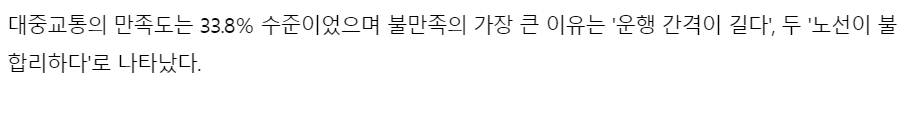 대중교통의 만족도는 33.8% 수준이었으며 불만족의 가장 큰 이유는 '운행 간격이 길다', 두 '노선이 불
합리하다'로 나타났다.